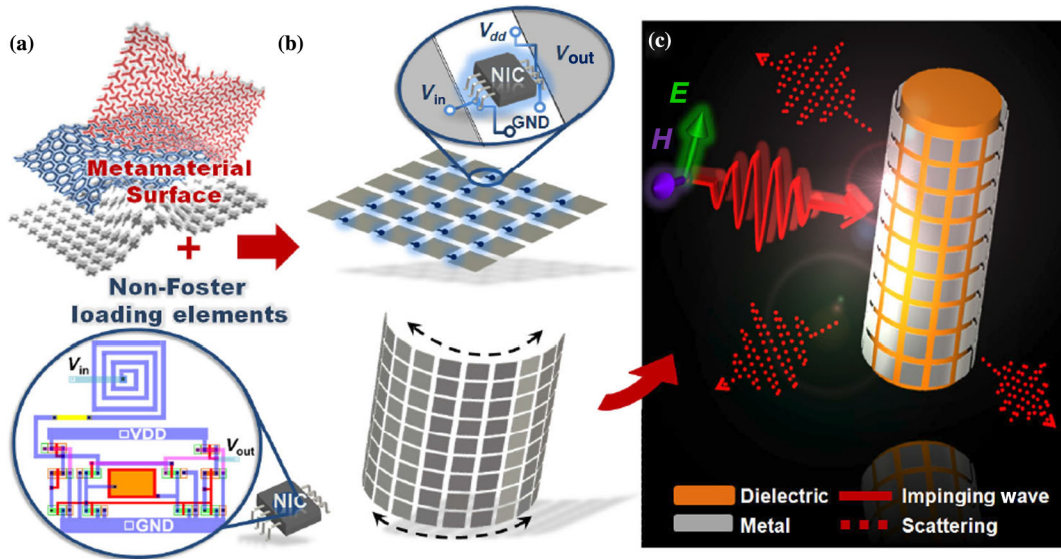 (a)
Metamaterial
Surface
+
Non-Foster
loading elements
Vin
VDD
Vout
GND
NIC
(b)
Vdd
Vout
NIC
Vin
GND
(c)
E
H
Dielectric
Impinging wave
Metal
Scattering